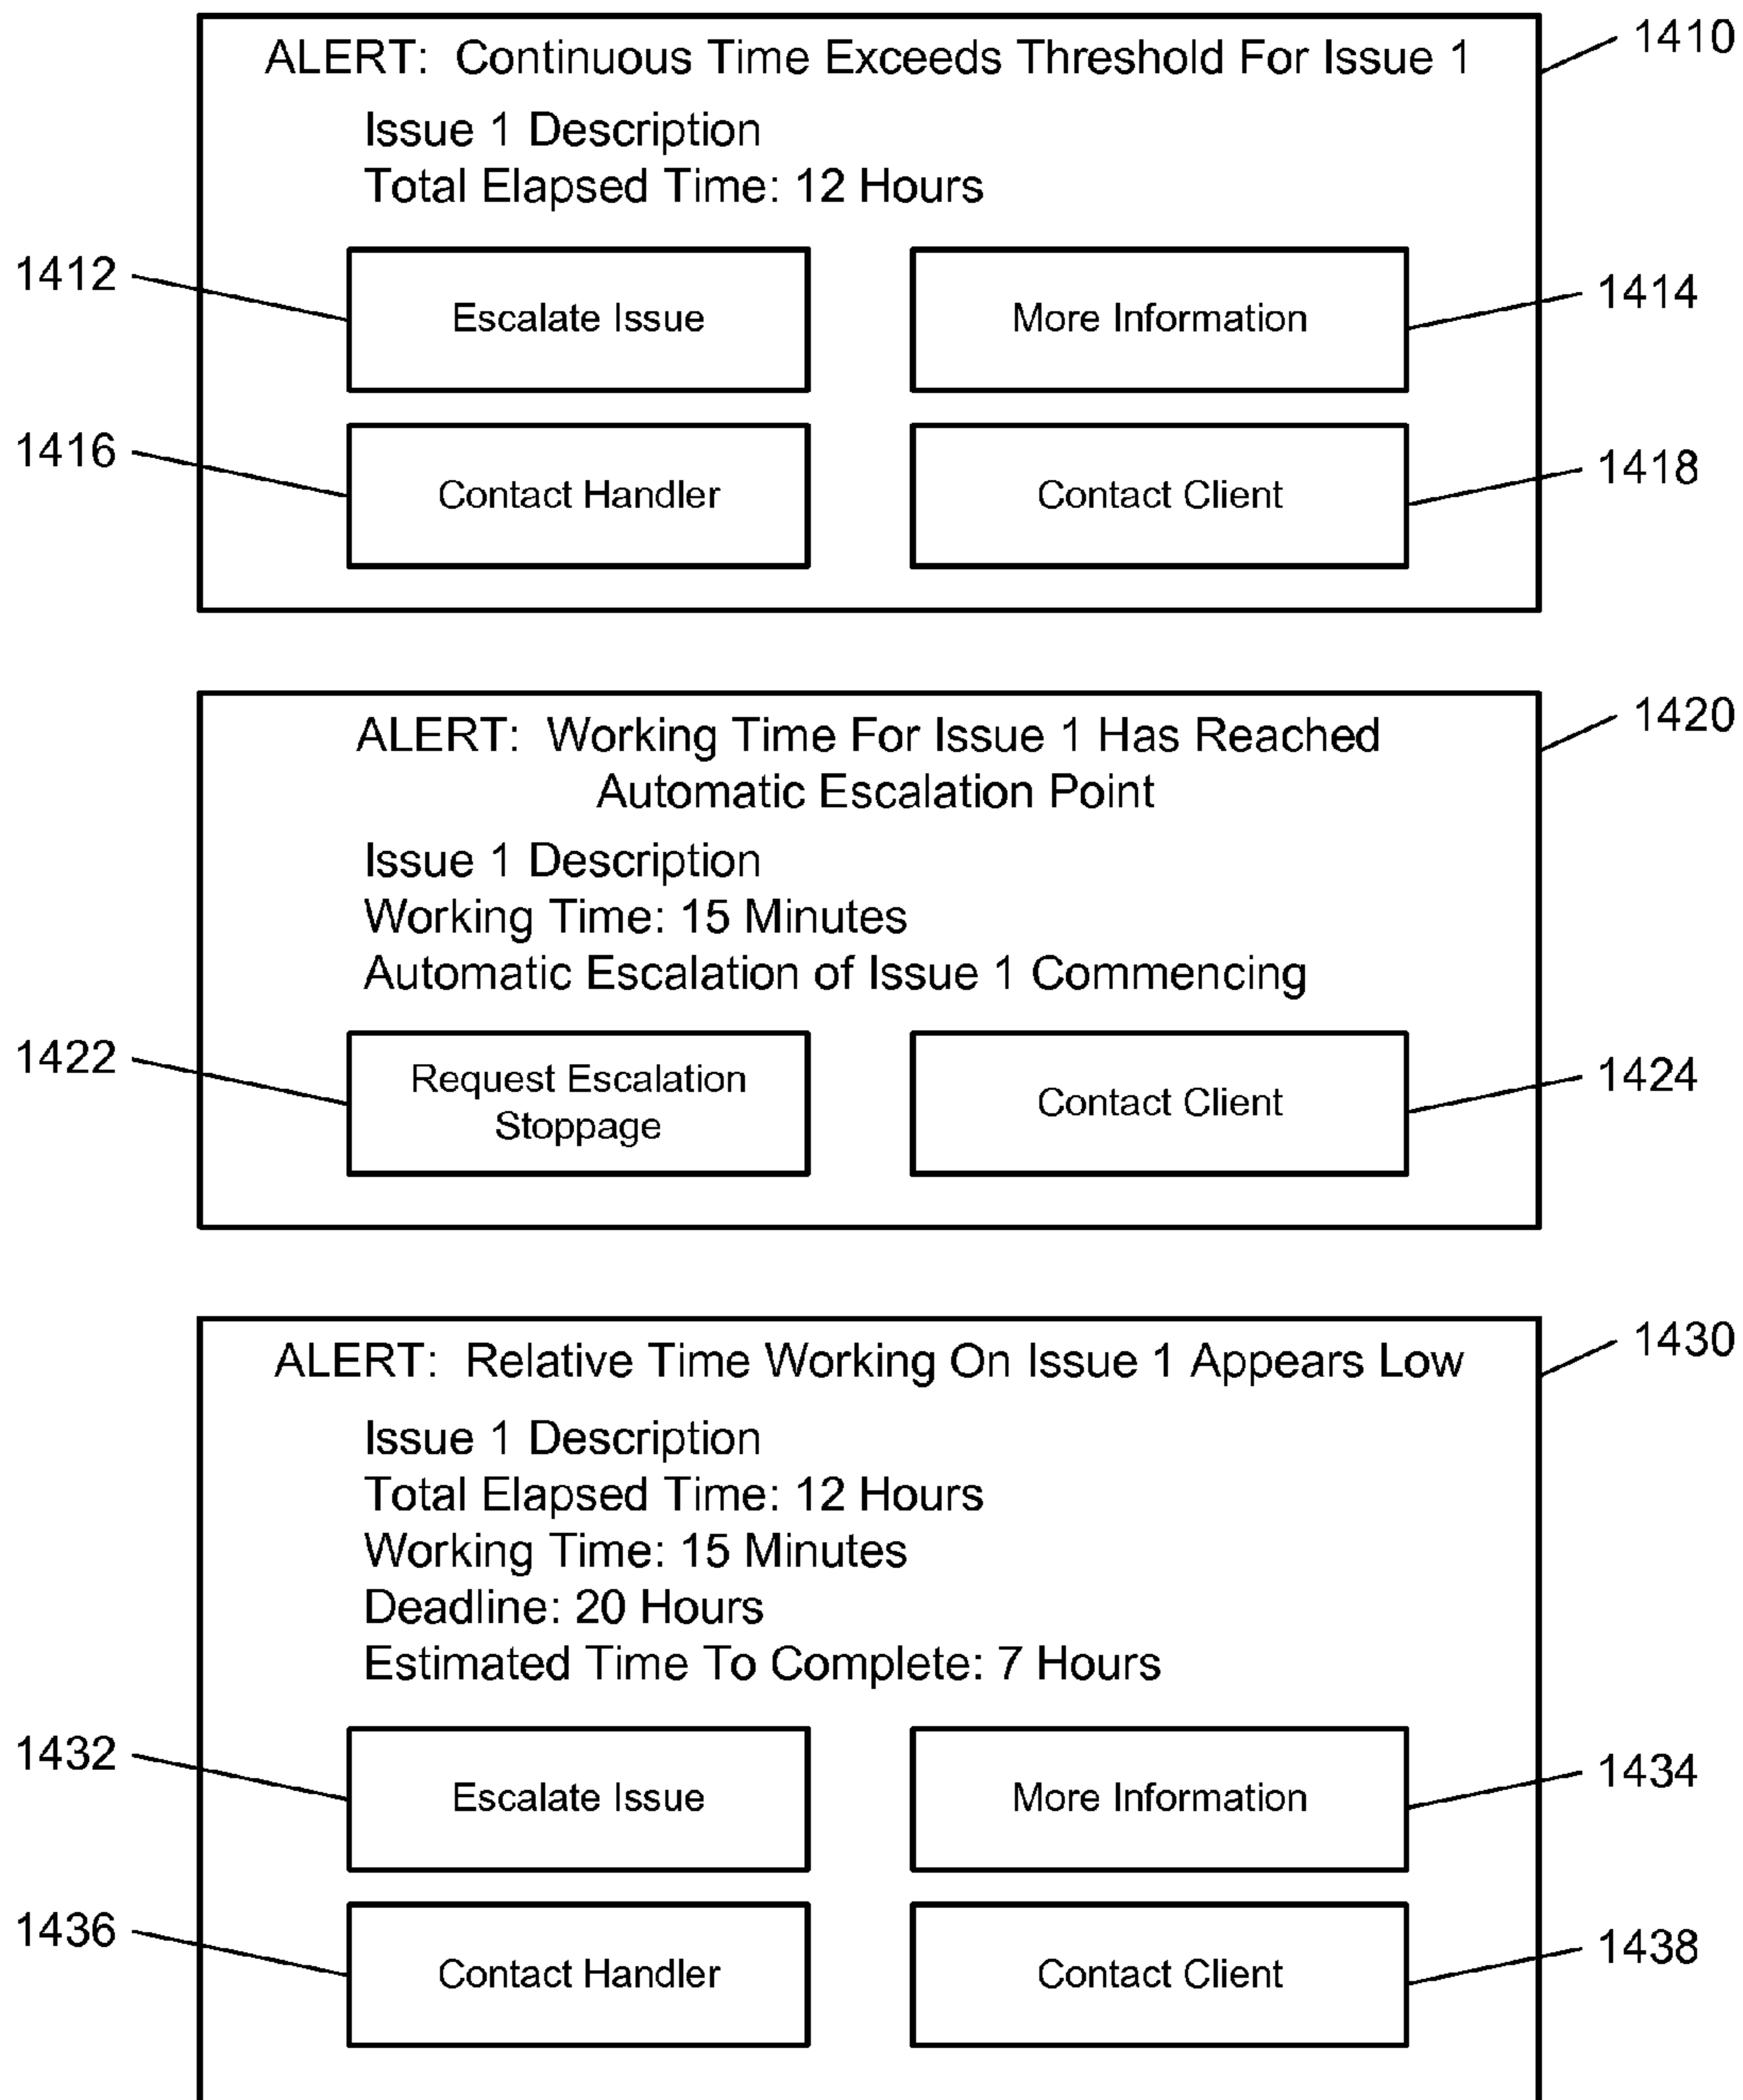 ALERT: Continuous Time Exceeds Threshold For Issue 1
1410
Issue 1 Description
Total Elapsed Time: 12 Hours
1412
Escalate Issue
More Information
1414
1416
Contact Handler
Contact Client
1418
ALERT: Working Time For Issue 1 Has Reached
Automatic Escalation Point
1420
Issue 1 Description
Working Time: 15 Minutes
Automatic Escalation of Issue 1 Commencing
1422
Request Escalation
Stoppage
Contact Client
1424
ALERT: Relative Time Working On Issue 1 Appears Low
1430
Issue 1 Description
Total Elapsed Time: 12 Hours
Working Time: 15 Minutes
Deadline: 20 Hours
Estimated Time To Complete: 7 Hours
1432
Escalate Issue
More Information
1434
1436
Contact Handler
Contact Client
1438